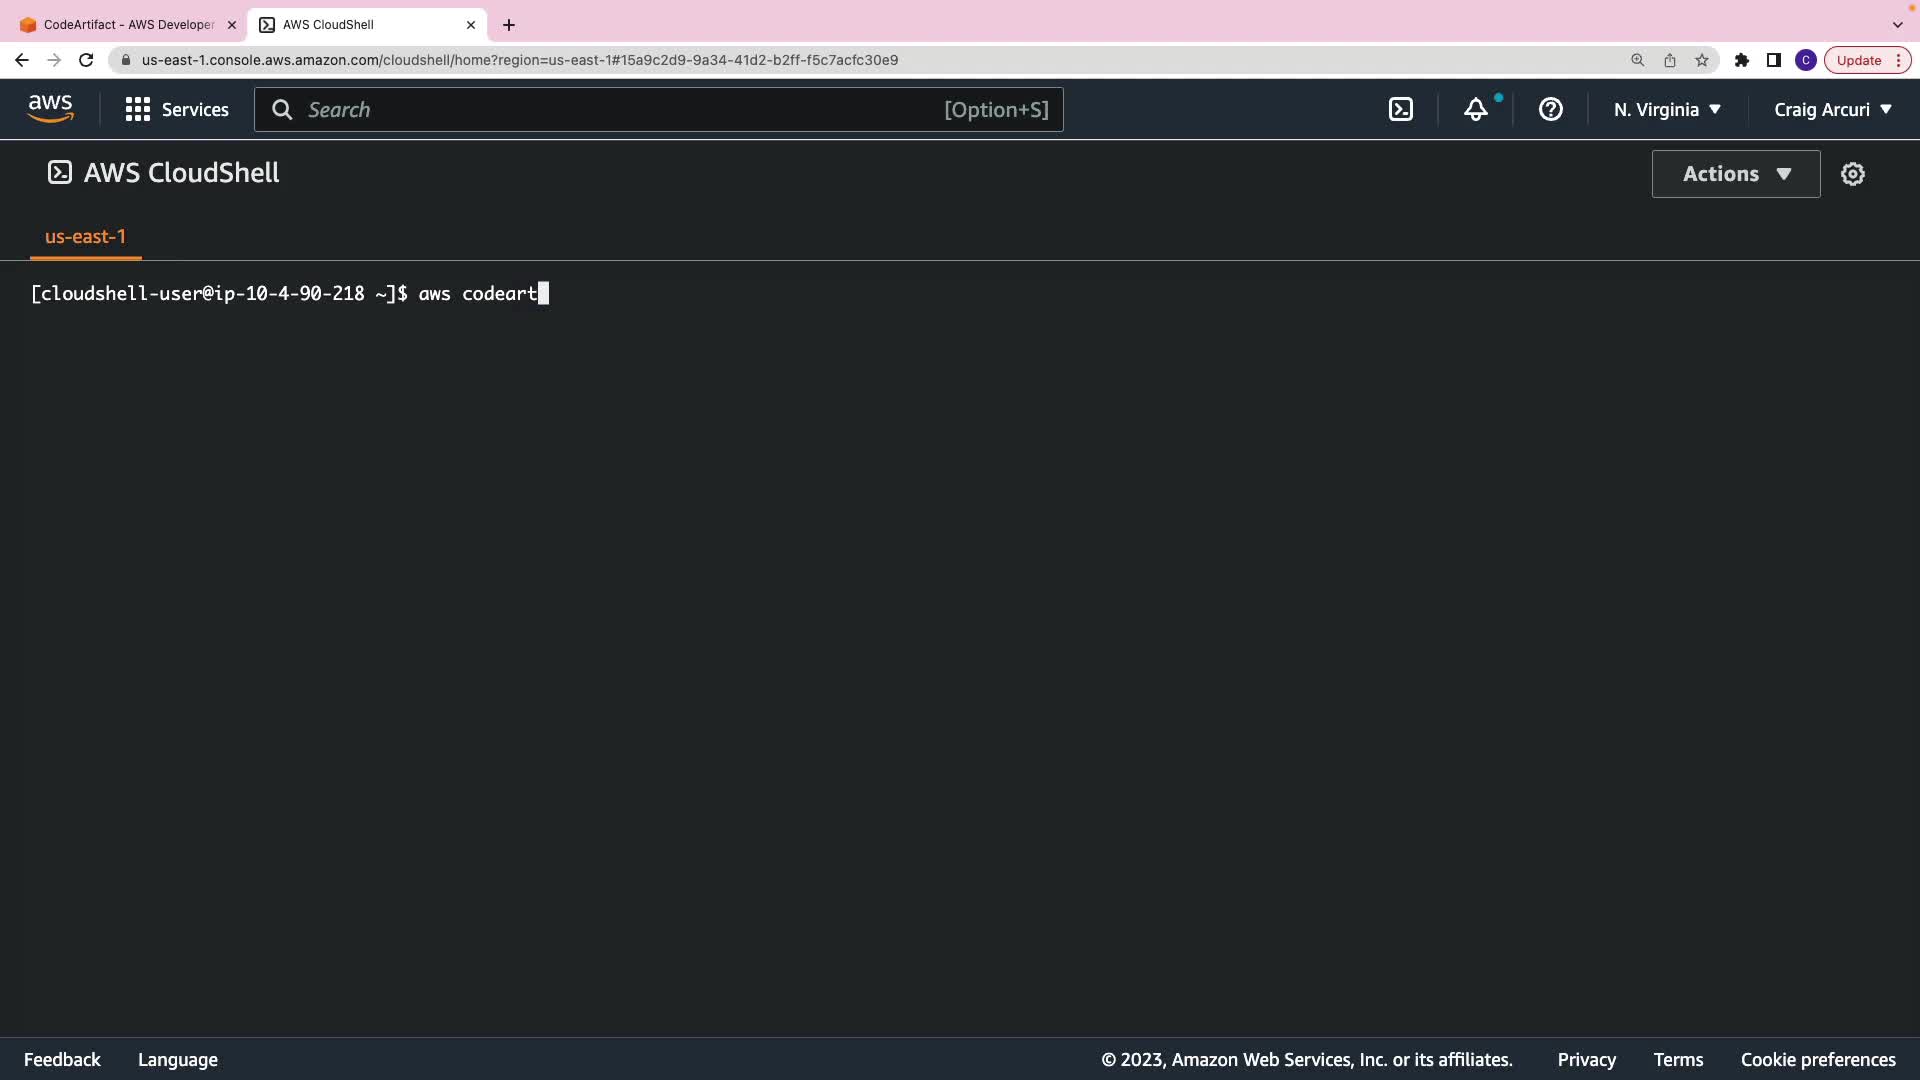 CodeArtifact - AWS Developer
AWS CloudShell
us-east-1.console.aws.amazon.com/cloudshell/home?region=us-east-1#15a9c2d9-9a34-41d2-b2ff-f5c7acfc30e9
C
Update
aws
Services
Search
[Option+S]
N. Virginia
Craig Arcuri
AWS CloudShell
Actions
us-east-1
[cloudshell-user@ip-10-4-90-218 ~]$ aws codeart
Feedback
Language
© 2023, Amazon Web Services, Inc. or its affiliates.
Privacy
Terms
Cookie preferences